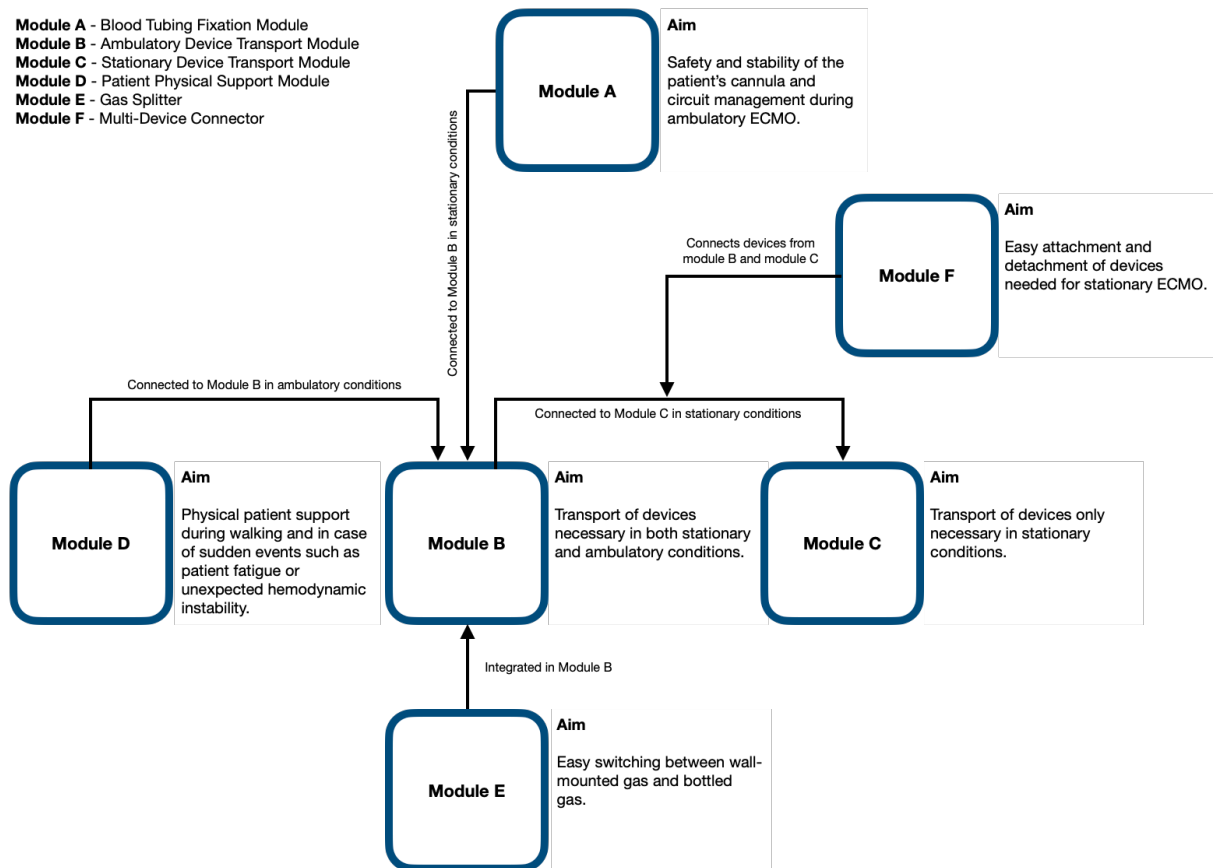 Module A - Blood Tubing Fixation Module
Module B - Ambulatory Device Transport Module
Module C - Stationary Device Transport Module
Module D - Patient Physical Support Module
Module E - Gas Splitter
Module F - Multi-Device Connector
Module A
Aim
Safety and stability of the
patient's cannula and
circuit management during
ambulatory ECMO.
Connected to Module B in stationary conditions
Connects devices from
module B and module C
Module F
Aim
Easy attachment and
detachment of devices
needed for stationary ECMO.
Connected to Module B in ambulatory conditions
Connected to Module C in stationary conditions
Module D
Aim
Physical patient support
during walking and in case
of sudden events such as
patient fatigue or
unexpected hemodynamic
instability.
Module B
Aim
Transport of devices
necessary in both stationary
and ambulatory conditions.
Module C
Aim
Transport of devices only
necessary in stationary
conditions.
Integrated in Module B
Module E
Aim
Easy switching between wall-
mounted gas and bottled
gas.